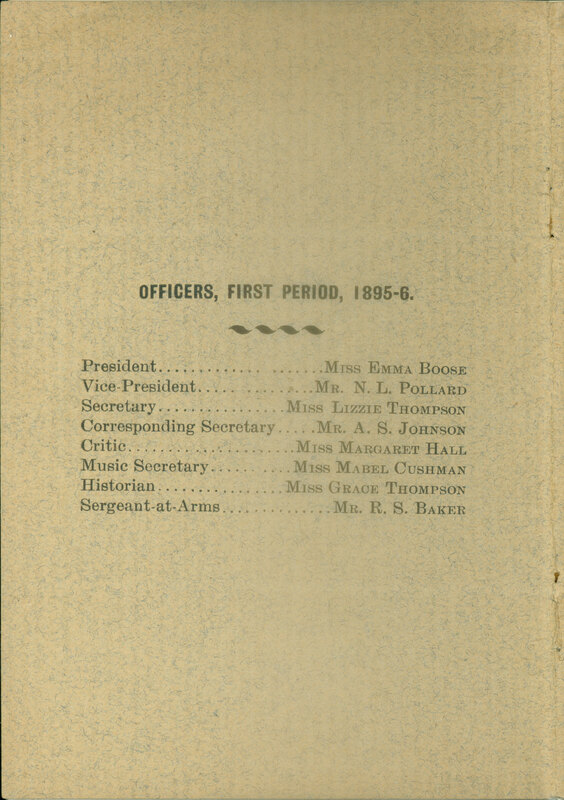 OFFICERS, FIRST PERIOD, 1895-6.
President.......................Miss Emma Boose
Vice-President................Mr. N. L. Pollard
Secretary................Miss Lizzie Thompson
Corresponding Secretary.....Mr. A. S. Johnson
Critic.....................Miss Margaret Hall
Music Secretary..........Miss Mabel Cushman
Historian................Miss Grace Thompson
Sergeant-at-Arms.............Mr. R. S. Baker